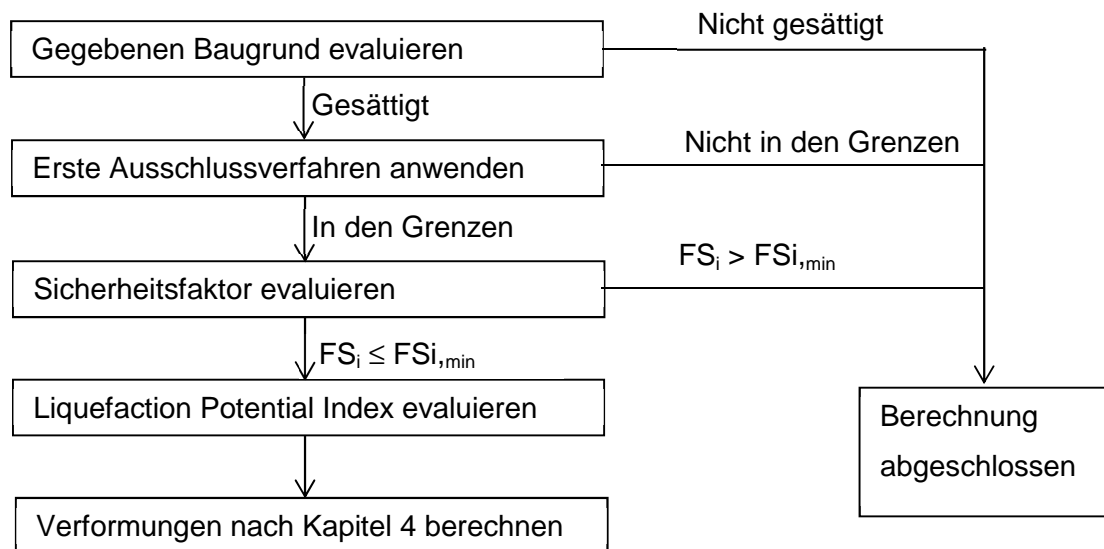 Nicht gesättigt
Gegebenen Baugrund evaluieren
Gesättigt
Nicht in den Grenzen
Erste Ausschlussverfahren anwenden
In den Grenzen
FSi > FSi,min
Sicherheitsfaktor evaluieren
FSi ≤ FSi,min
Liquefaction Potential Index evaluieren
Berechnung
abgeschlossen
Verformungen nach Kapitel 4 berechnen